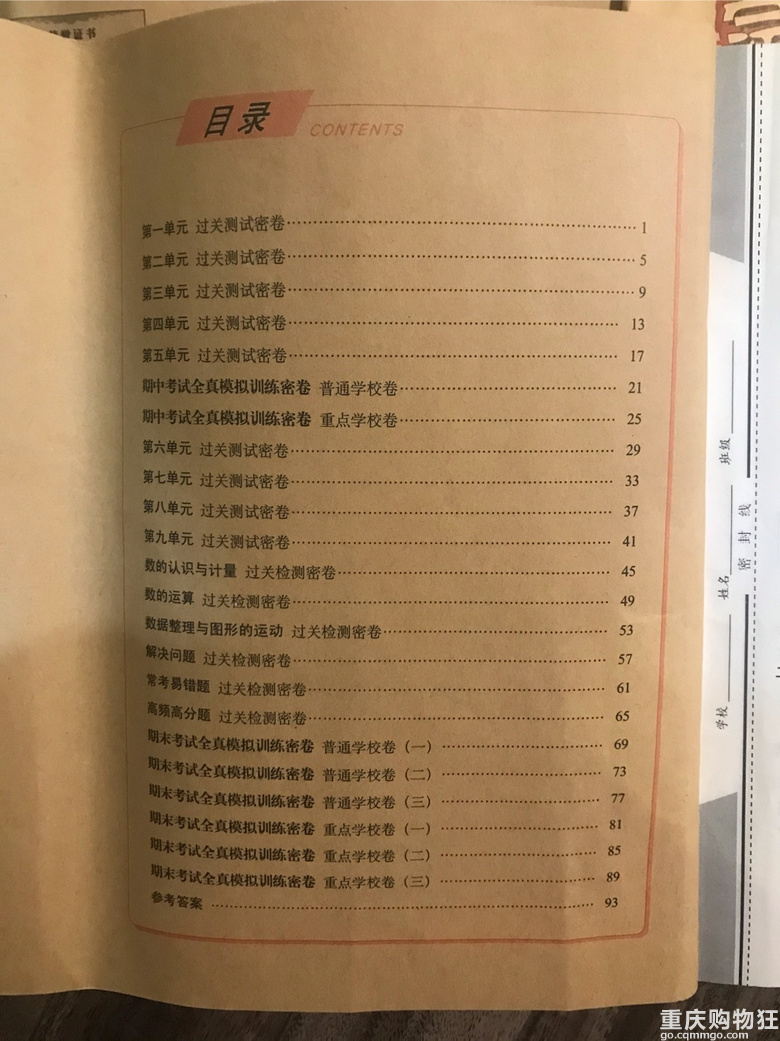 目录 CONTENTS
第一单元 过关测试密卷 1
第二单元 过关测试密卷 5
第三单元 过关测试密卷 9
第四单元 过关测试密卷 13
第五单元 过关测试密卷 17
期中考试全真模拟训练密卷 普通学校卷 21
期中考试全真模拟训练密卷 重点学校卷 25
第六单元 过关测试密卷 29
第七单元 过关测试密卷 33
第八单元 过关测试密卷 37
第九单元 过关测试密卷 41
数的认识与计量 过关检测密卷 45
数的运算 过关检测密卷 49
数据整理与图形的运动 过关检测密卷 53
解决问题 过关检测密卷 57
常考易错题 过关检测密卷 61
高频高分题 过关检测密卷 65
期末考试全真模拟训练密卷 普通学校卷（一） 69
期末考试全真模拟训练密卷 普通学校卷（二） 73
期末考试全真模拟训练密卷 普通学校卷（三） 77
期末考试全真模拟训练密卷 重点学校卷（一） 81
期末考试全真模拟训练密卷 重点学校卷（二） 85
期末考试全真模拟训练密卷 重点学校卷（三） 89
参考答案 93
学校 姓名 班级
密封线
重庆购物狂
go.cqmmgo.com